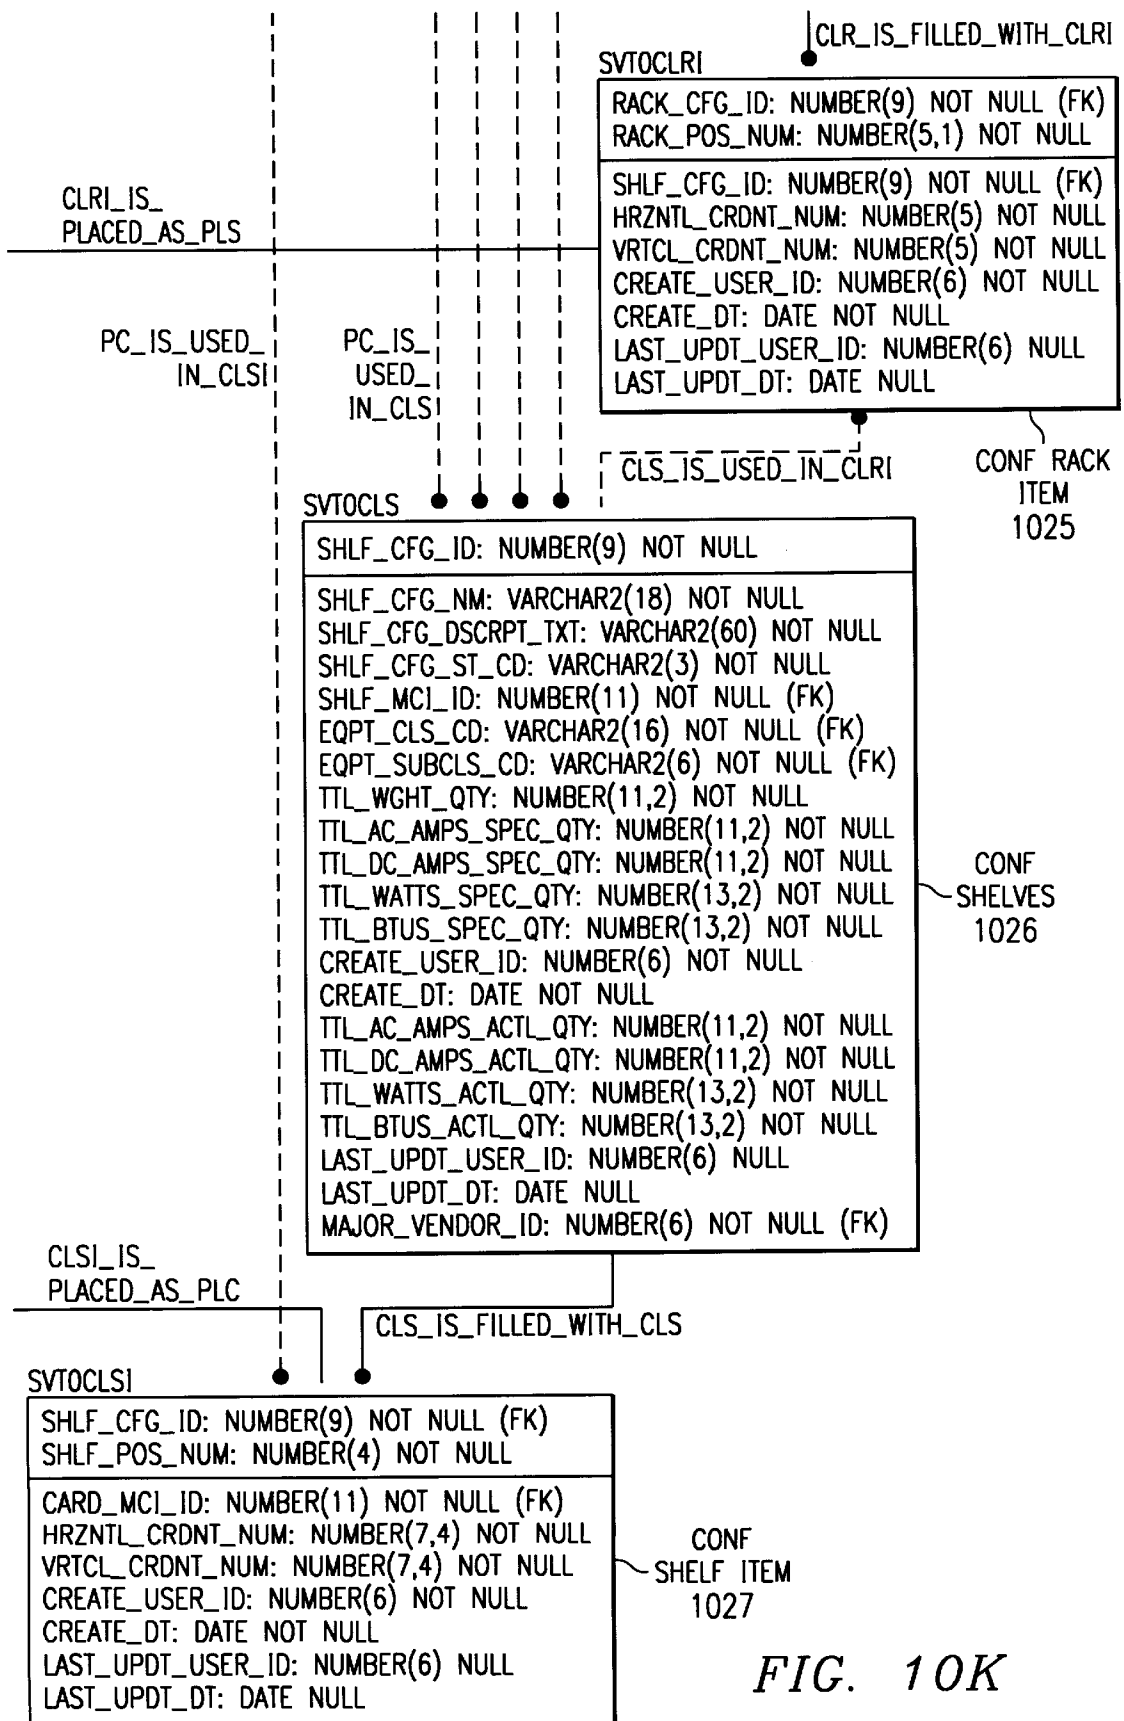 CLR_IS_FILLED_WITH_CLRI
SVTOCLRI
RACK_CFG_ID: NUMBER(9) NOT NULL (FK)
RACK_POS_NUM: NUMBER(5,1) NOT NULL
SHLF_CFG_ID: NUMBER(9) NOT NULL (FK)
HRZNTL_CRDNT_NUM: NUMBER(5) NOT NULL
VRTCL_CRDNT_NUM: NUMBER(5) NOT NULL
CREATE_USER_ID: NUMBER(6) NOT NULL
CREATE_DT: DATE NOT NULL
LAST_UPDT_USER_ID: NUMBER(6) NULL
LAST_UPDT_DT: DATE NULL
CLRI_IS_
PLACED_AS_PLS
PC_IS_USED_
IN_CLSI
PC_IS_
USED_
IN_CLS
CLS_IS_USED_IN_CLRI
CONF RACK
ITEM
1025
SVTOCLS
SHLF_CFG_ID: NUMBER(9) NOT NULL
SHLF_CFG_NM: VARCHAR2(18) NOT NULL
SHLF_CFG_DSCRPT_TXT: VARCHAR2(60) NOT NULL
SHLF_CFG_ST_CD: VARCHAR2(3) NOT NULL
SHLF_MCI_ID: NUMBER(11) NOT NULL (FK)
EQPT_CLS_CD: VARCHAR2(16) NOT NULL (FK)
EQPT_SUBCLS_CD: VARCHAR2(6) NOT NULL (FK)
TTL_WGHT_QTY: NUMBER(11,2) NOT NULL
TTL_AC_AMPS_SPEC_QTY: NUMBER(11,2) NOT NULL
TTL_DC_AMPS_SPEC_QTY: NUMBER(11,2) NOT NULL
TTL_WATTS_SPEC_QTY: NUMBER(13,2) NOT NULL
TTL_BTUS_SPEC_QTY: NUMBER(13,2) NOT NULL
CREATE_USER_ID: NUMBER(6) NOT NULL
CREATE_DT: DATE NOT NULL
TTL_AC_AMPS_ACTL_QTY: NUMBER(11,2) NOT NULL
TTL_DC_AMPS_ACTL_QTY: NUMBER(11,2) NOT NULL
TTL_WATTS_ACTL_QTY: NUMBER(13,2) NOT NULL
TTL_BTUS_ACTL_QTY: NUMBER(13,2) NOT NULL
LAST_UPDT_USER_ID: NUMBER(6) NULL
LAST_UPDT_DT: DATE NULL
MAJOR_VENDOR_ID: NUMBER(6) NOT NULL (FK)
CONF
SHELVES
1026
CLSI_IS_
PLACED_AS_PLC
CLS_IS_FILLED_WITH_CLS
SVTOCLSI
SHLF_CFG_ID: NUMBER(9) NOT NULL (FK)
SHLF_POS_NUM: NUMBER(4) NOT NULL
CARD_MCI_ID: NUMBER(11) NOT NULL (FK)
HRZNTL_CRDNT_NUM: NUMBER(7,4) NOT NULL
VRTCL_CRDNT_NUM: NUMBER(7,4) NOT NULL
CREATE_USER_ID: NUMBER(6) NOT NULL
CREATE_DT: DATE NOT NULL
LAST_UPDT_USER_ID: NUMBER(6) NULL
LAST_UPDT_DT: DATE NULL
CONF
SHELF ITEM
1027
FIG. 10K